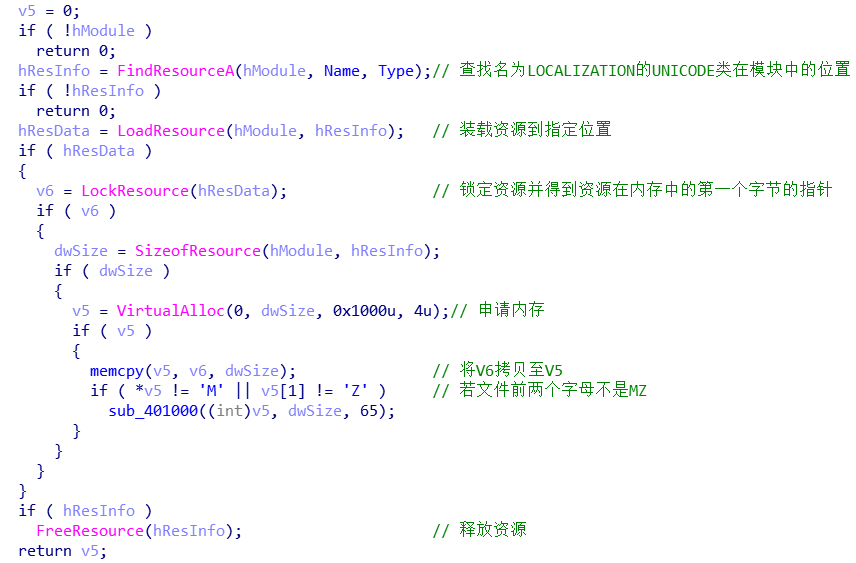 v5 = 0;
if ( !hModule )
return 0;
hResInfo = FindResourceA(hModule, Name, Type);// 查找名为LOCALIZATION的UNICODE类在模块中的位置
if ( !hResInfo )
return 0;
hResData = LoadResource(hModule, hResInfo); // 装载资源到指定位置
if ( hResData )
{
v6 = LockResource(hResData); // 锁定资源并得到资源在内存中的第一个字节的指针
if ( v6 )
{
dwSize = SizeofResource(hModule, hResInfo);
if ( dwSize )
{
v5 = VirtualAlloc(0, dwSize, 0x1000u, 4u);// 申请内存
if ( v5 )
{
memcpy(v5, v6, dwSize); // 将V6拷贝至V5
if ( *v5 != 'M' || v5[1] != 'Z' ) // 若文件前两个字母不是MZ
sub_401000((int)v5, dwSize, 65);
}
}
}
}
if ( hResInfo )
FreeResource(hResInfo); // 释放资源
return v5;